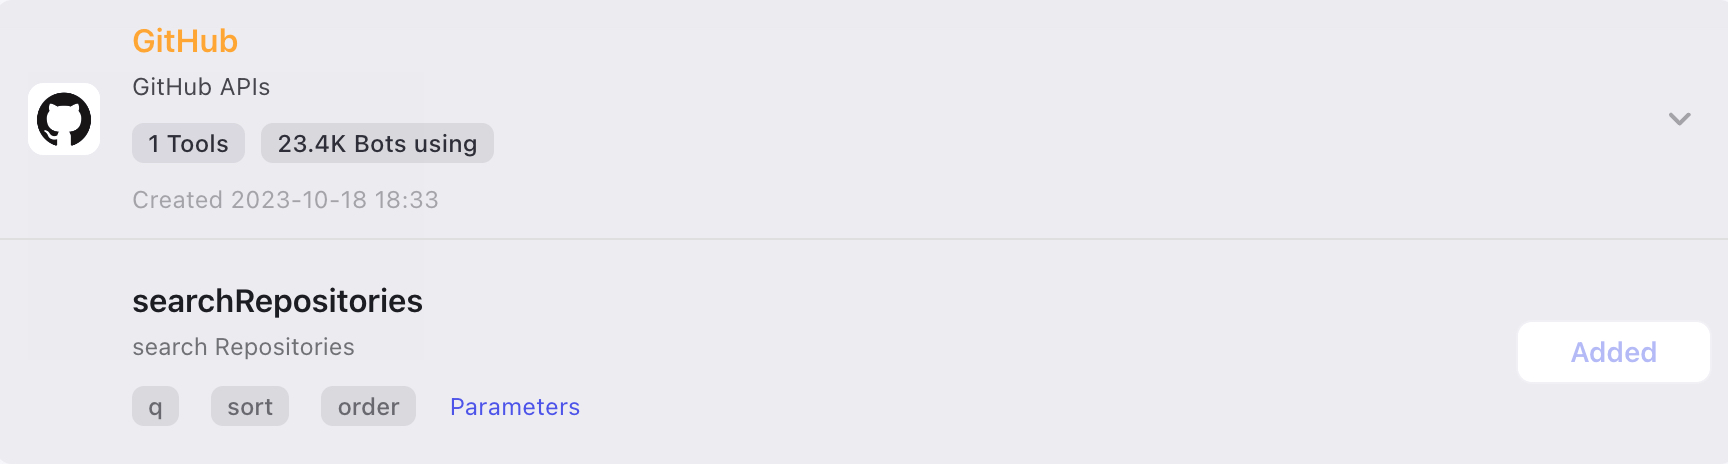 GitHub
GitHub APIs
1 Tools 23.4K Bots using
Created 2023-10-18 18:33
searchRepositories
search Repositories
Added
q sort order Parameters